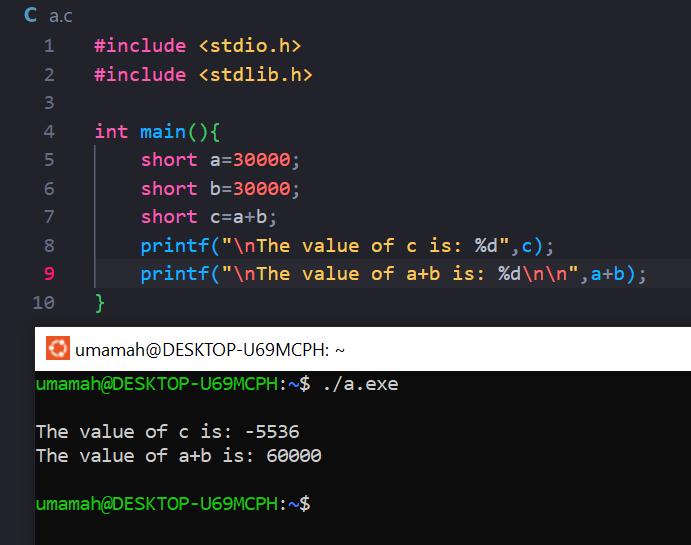 C a.c
1 #include <stdio.h>
2 #include <stdlib.h>
3
4 int main(){
5     short a=30000;
6     short b=30000;
7     short c=a+b;
8     printf("\nThe value of c is: %d",c);
9     printf("\nThe value of a+b is: %d\n\n",a+b);
10 }
umamah@DESKTOP-U69MCPH: ~
umamah@DESKTOP-U69MCPH:~$ ./a.exe
The value of c is: -5536
The value of a+b is: 60000
umamah@DESKTOP-U69MCPH:~$